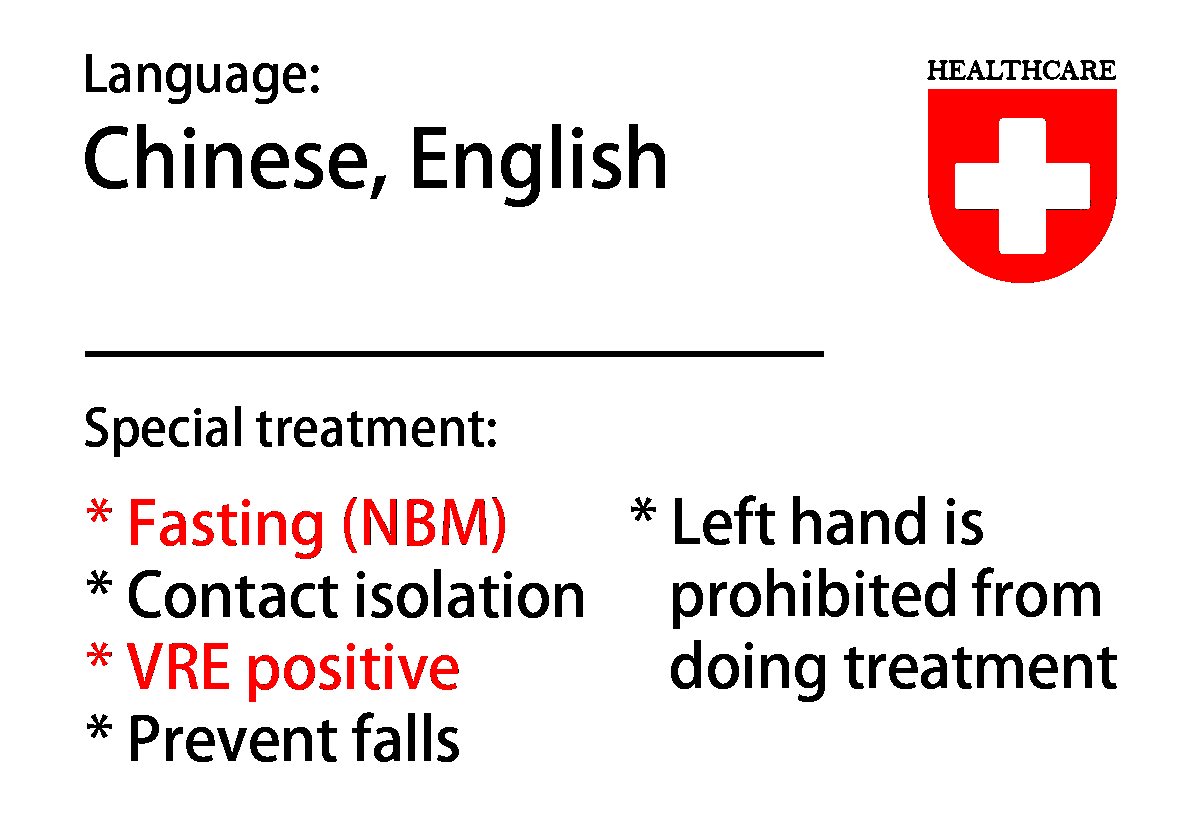 Language:
HEALTHCARE
Chinese, English
Special treatment:
* Fasting (NBM)
* Contact isolation
* VRE positive
* Prevent falls
* Left hand is
prohibited from
doing treatment